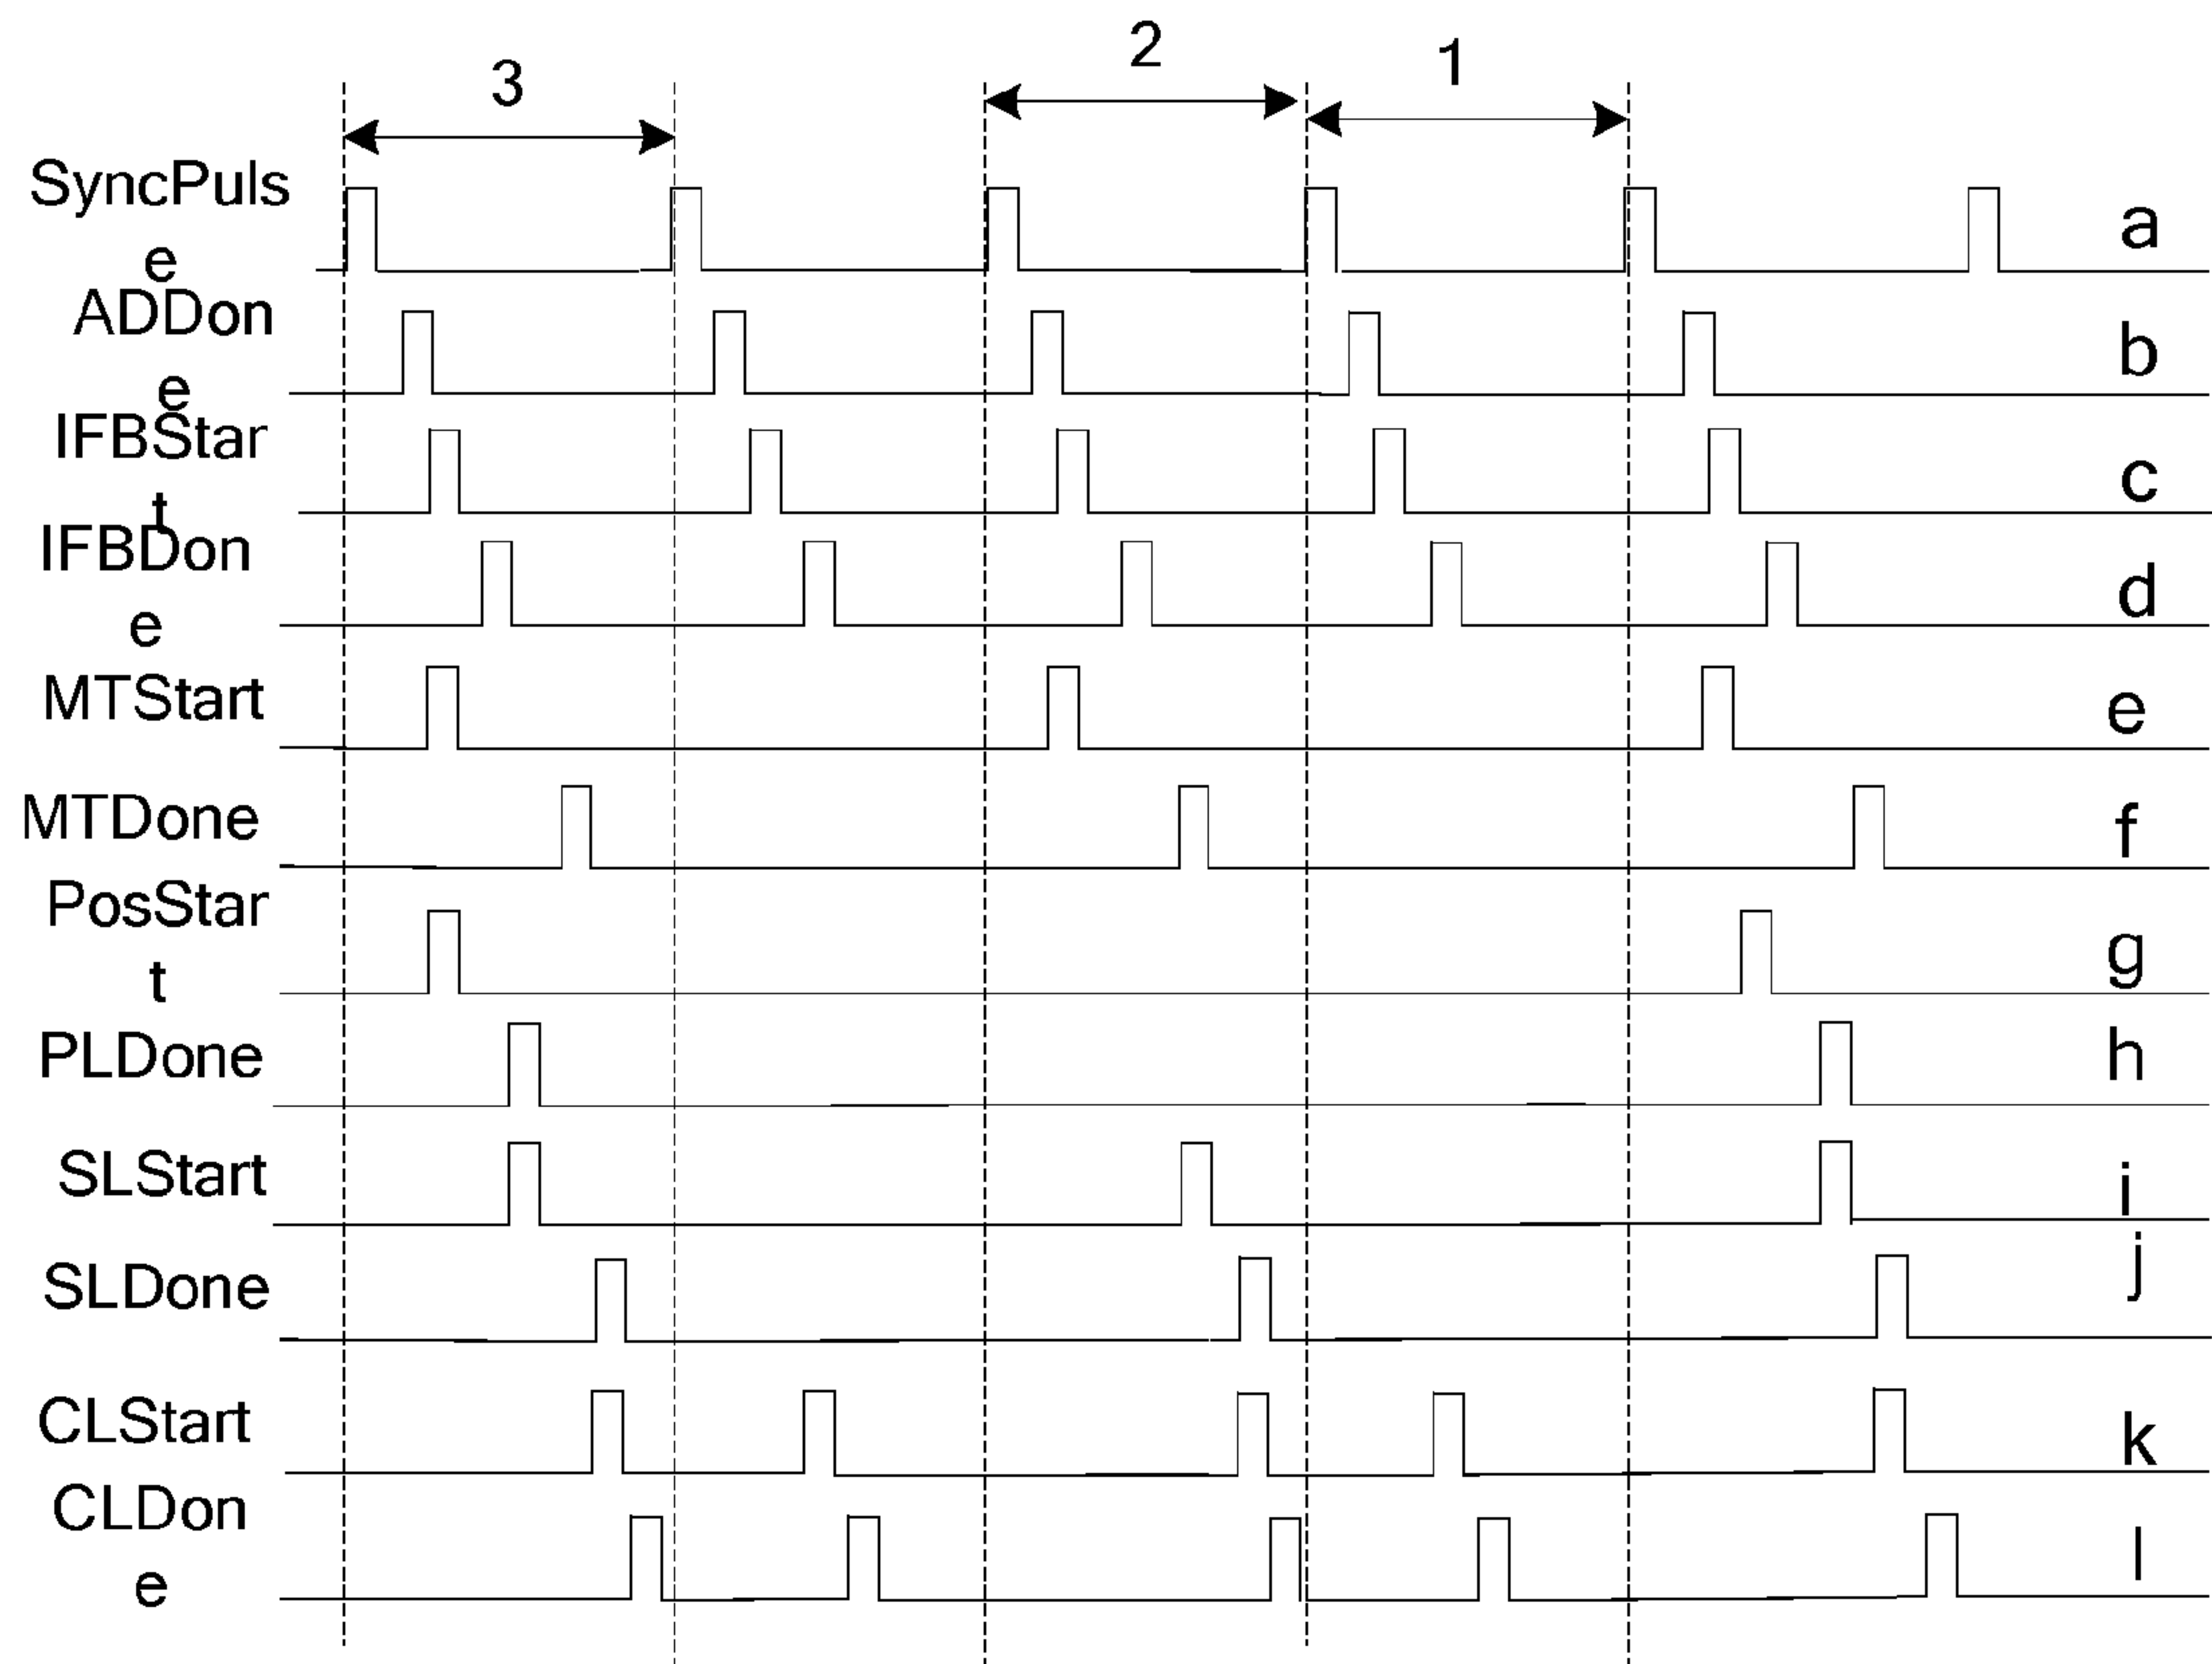 2
1
3
SyncPuls
e
a
ADDon
e
b
IFBStar
t
c
IFBDon
e
d
MTStart
e
MTDone
f
PosStar
t
g
PLDone
h
SLStart
i
SLDone
j
CLStart
k
CLDon
e
l